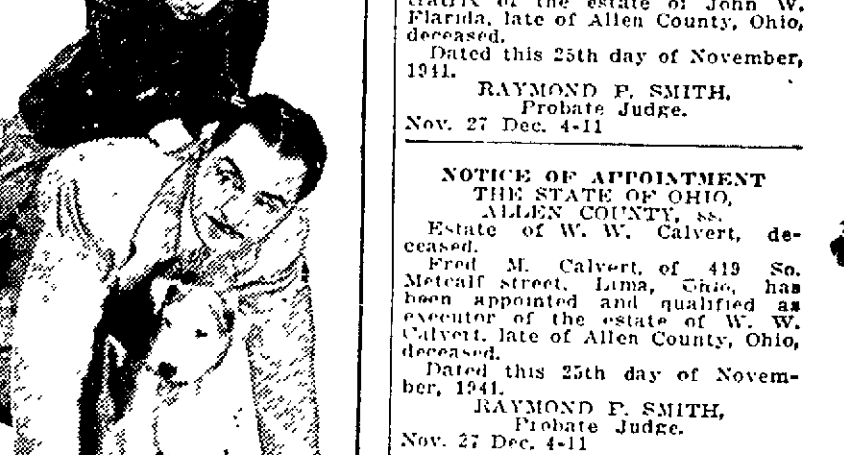 tratrix of the estate of John W.
Flarida, late of Allen County, Ohio,
deceased.
Dated this 25th day of November,
1941.
RAYMOND P. SMITH,
Probate Judge.
Nov. 27 Dec. 4-11
NOTICE OF APPOINTMENT
THE STATE OF OHIO,
ALLEN COUNTY, ss.
Estate of W. W. Calvert, de-
ceased.
Fred M. Calvert, of 419 So.
Metcalf street, Lima, Ohio, has
been appointed and qualified as
executor of the estate of W. W.
Calvert, late of Allen County, Ohio,
deceased.
Dated this 25th day of Novem-
ber, 1941.
RAYMOND P. SMITH,
Probate Judge.
Nov. 27 Dec. 4-11